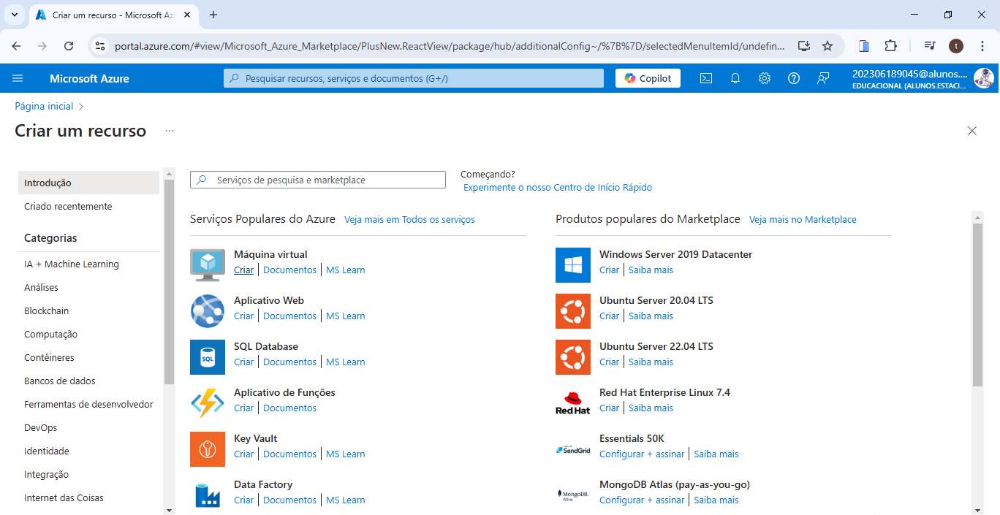 Criar um recurso - Microsoft Az
portal.azure.com/#view/Microsoft_Azure_Marketplace/PlusNew.ReactView/package/hub/additionalConfig~/%7B%7D/selectedMenuItemId/undefin...
t
Microsoft Azure
Pesquisar recursos, serviços e documentos (G+/)
Copilot
202306189045@alunos....
EDUCACIONAL (ALUNOS.ESTACI...
Página inicial
Criar um recurso
...
Introdução
Criado recentemente
Categorias
IA + Machine Learning
Análises
Blockchain
Computação
Contêineres
Bancos de dados
Ferramentas de desenvolvedor
DevOps
Identidade
Integração
Internet das Coisas
Serviços de pesquisa e marketplace
Começando?
Experimente o nosso Centro de Início Rápido
Serviços Populares do Azure Veja mais em Todos os serviços
Máquina virtual
Criar | Documentos | MS Learn
Aplicativo Web
Criar | Documentos | MS Learn
SQL
SQL Database
Criar | Documentos | MS Learn
Aplicativo de Funções
Criar | Documentos
Key Vault
Criar | Documentos | MS Learn
Data Factory
Criar | Documentos | MS Learn
Produtos populares do Marketplace Veja mais no Marketplace
Windows Server 2019 Datacenter
Criar | Saiba mais
Ubuntu Server 20.04 LTS
Criar | Saiba mais
Ubuntu Server 22.04 LTS
Criar | Saiba mais
Red Hat
Red Hat Enterprise Linux 7.4
Criar | Saiba mais
SendGrid
Essentials 50K
Configurar + assinar | Saiba mais
MongoDB.
Atlas
MongoDB Atlas (pay-as-you-go)
Configurar + assinar | Saiba mais